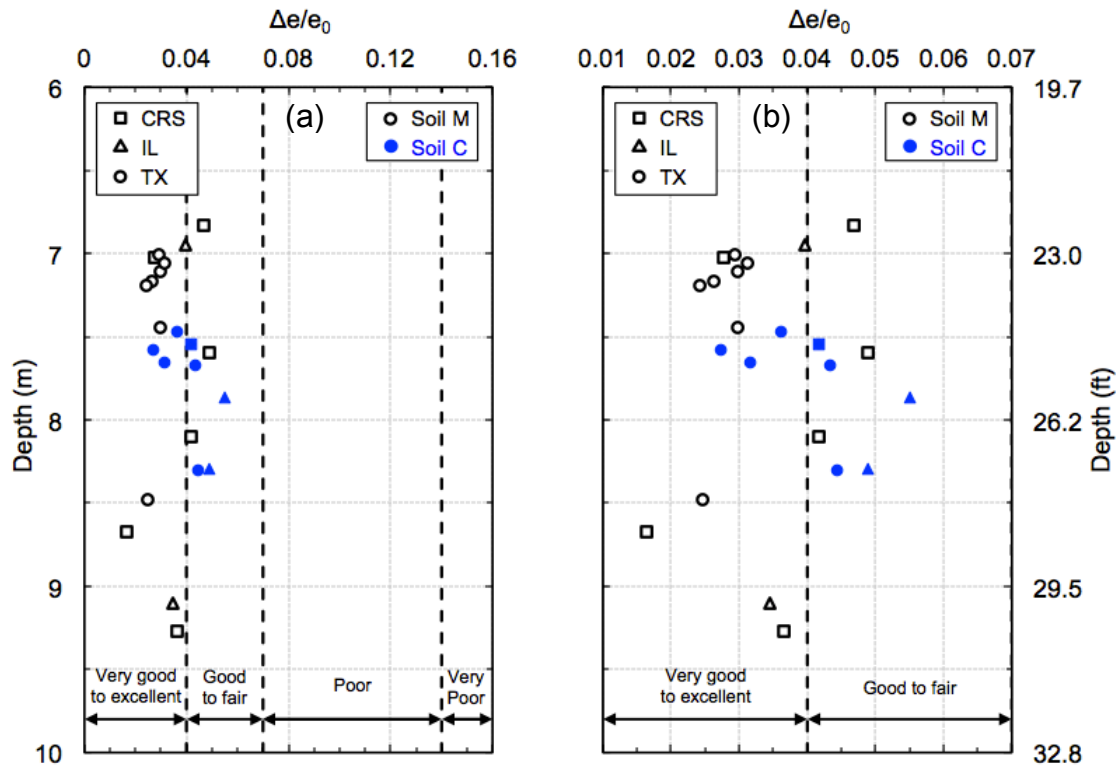 Δe/e₀
0 0.04 0.08 0.12 0.16
6
7
8
9
10
Depth (m)
(a)
CRS
IL
TX
Soil M
Soil C
Very good
to excellent
Good
to fair
Poor
Very
Poor
Δe/e₀
0.01 0.02 0.03 0.04 0.05 0.06 0.07
(b)
CRS
IL
TX
Soil M
Soil C
Very good
to excellent
Good to fair
19.7
23.0
26.2
29.5
32.8
Depth (ft)